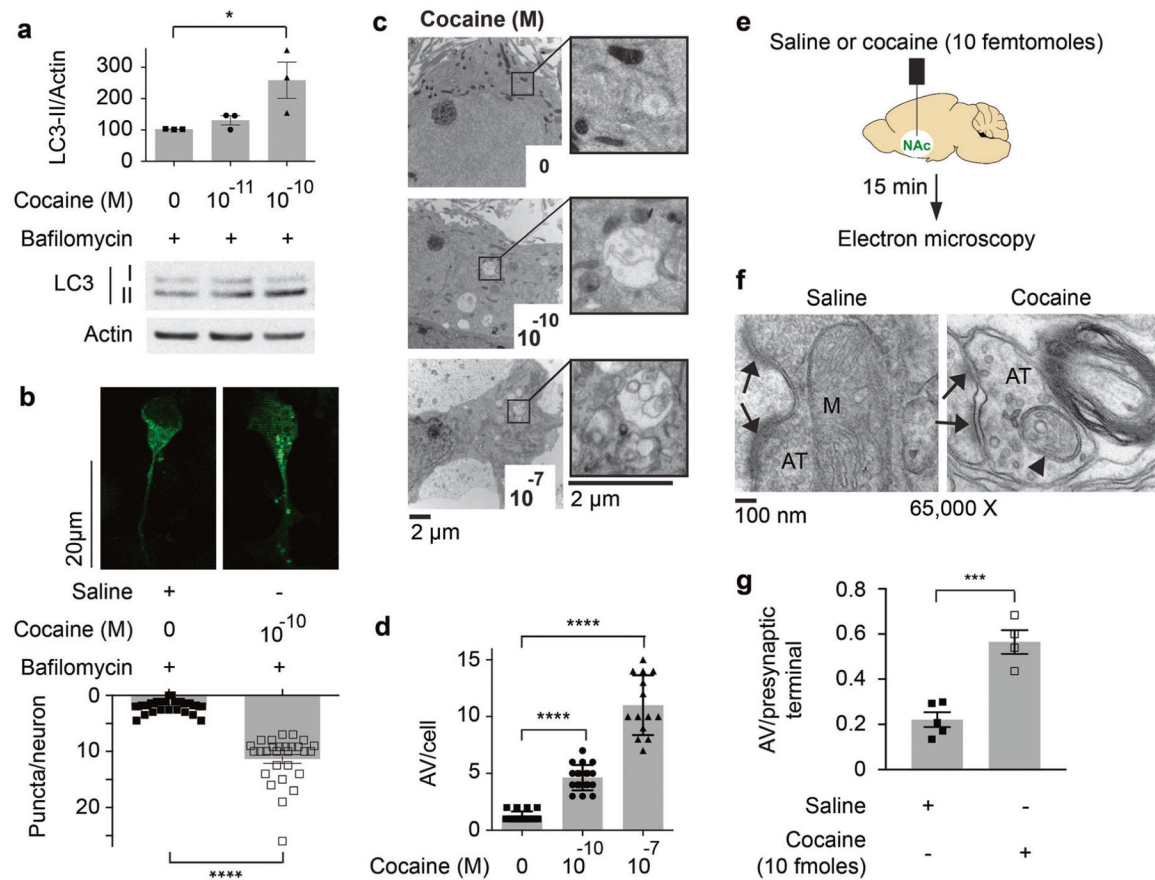 a
*
LC3-II/Actin
300
200
100
0
Cocaine (M) 0 10-11 10-10
Bafilomycin + + +
LC3 I
II
Actin
b
20µm
Saline + -
Cocaine (M) 0 10-10
Bafilomycin + +
Puncta/neuron
0
10
20
****
c
Cocaine (M)
0
10-10
10-7
2 µm
2 µm
d
****
****
AV/cell
15
10
5
0
Cocaine (M) 0 10-10 10-7
e
Saline or cocaine (10 femtomoles)
NAc
15 min
Electron microscopy
f
Saline Cocaine
M
AT
AT
100 nm 65,000 X
g
***
AV/presynaptic
terminal
0.8
0.6
0.4
0.2
0
Saline + -
Cocaine
(10 fmoles) - +